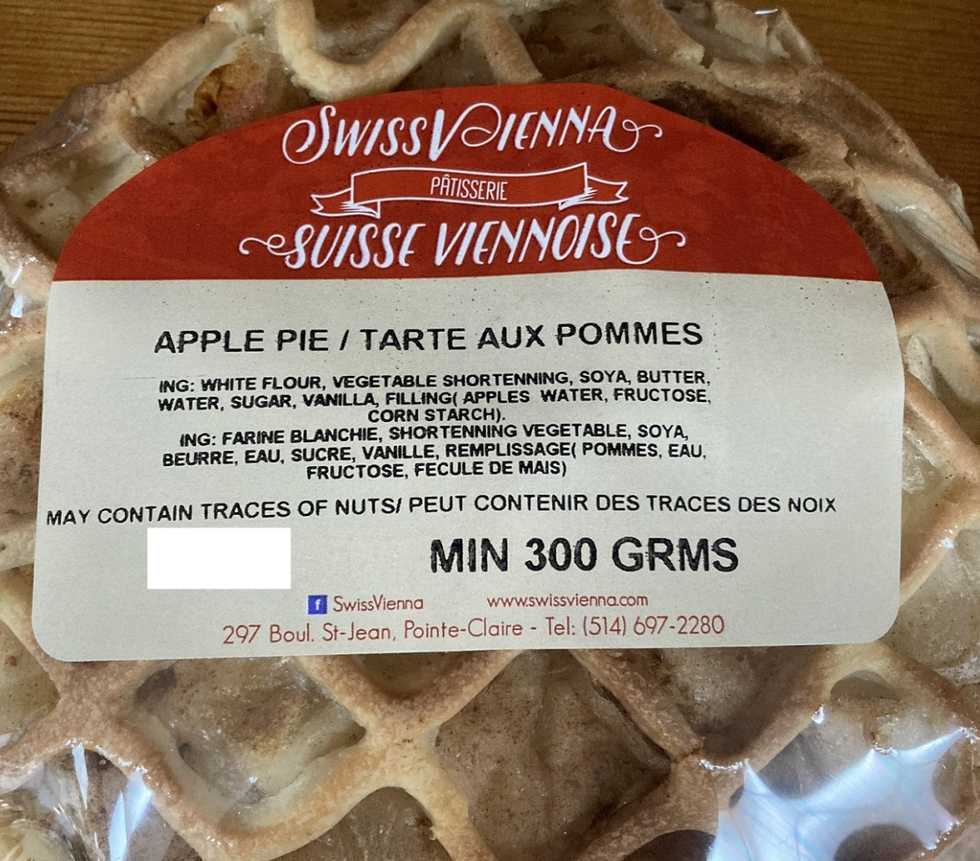 SWISSVIENNA
PÂTISSERIE
SUISSE VIENNOISE
APPLE PIE / TARTE AUX POMMES
ING: WHITE FLOUR, VEGETABLE SHORTENNING, SOYA, BUTTER,
WATER, SUGAR, VANILLA, FILLING( APPLES WATER, FRUCTOSE,
CORN STARCH).
ING: FARINE BLANCHIE, SHORTENNING VEGETABLE, SOYA,
BEURRE, EAU, SUCRE, VANILLE, REMPLISSAGE( POMMES, EAU,
FRUCTOSE, FECULE DE MAIS)
MAY CONTAIN TRACES OF NUTS/ PEUT CONTENIR DES TRACES DES NOIX
MIN 300 GRMS
f SwissVienna www.swissvienna.com
297 Boul. St-Jean, Pointe-Claire - Tel: (514) 697-2280